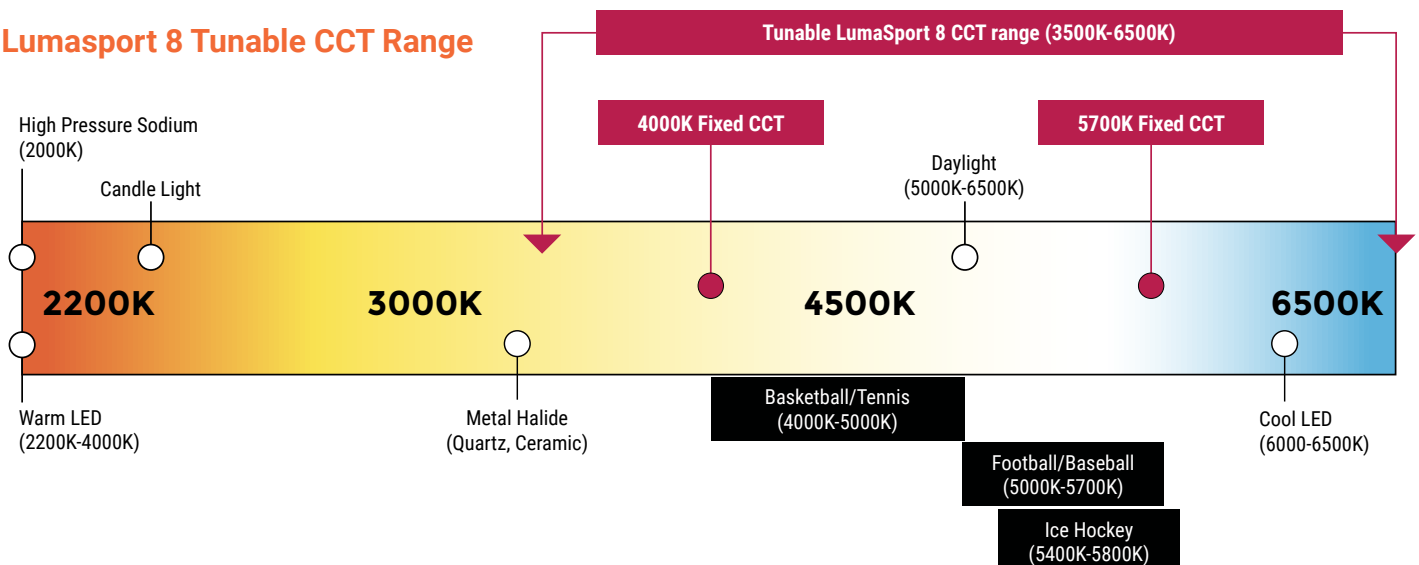 Lumasport 8 Tunable CCT Range
Tunable LumaSport 8 CCT range (3500K-6500K)
4000K Fixed CCT
5700K Fixed CCT
High Pressure Sodium
(2000K)
Candle Light
Daylight
(5000K-6500K)
2200K
3000K
4500K
6500K
Warm LED
(2200K-4000K)
Metal Halide
(Quartz, Ceramic)
Basketball/Tennis
(4000K-5000K)
Cool LED
(6000-6500K)
Football/Baseball
(5000K-5700K)
Ice Hockey
(5400K-5800K)